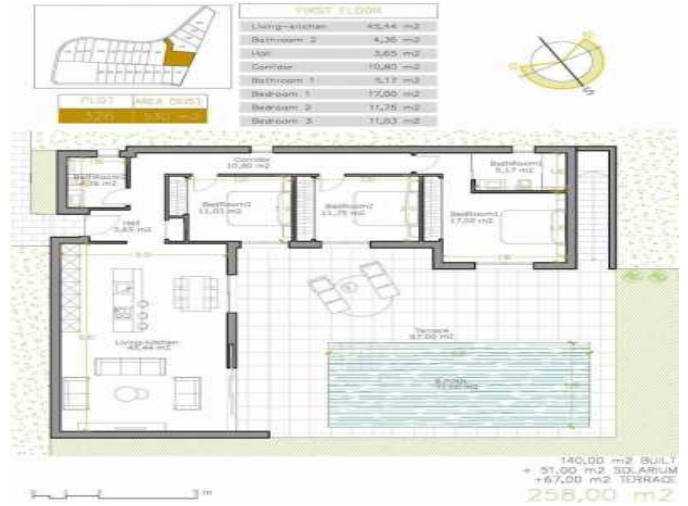 FIRST FLOOR
Living-kitchen 43,44 m2
Bathroom 2 4,36 m2
Hall 3,65 m2
Corridor 10,80 m2
Bathroom 1 5,17 m2
Bedroom 1 17,00 m2
Bedroom 2 11,75 m2
Bedroom 3 11,03 m2
PLOT
326
S
Corridor
10,80 m2
BathRoom1
5,17 m2
Hall
3,65 m2
BedRoom3
11,03 m2
BedRoom2
11,75 m2
BedRoom1
17,00 m2
Living-kitchen
43,44 m2
Terrace
67,00 m2
140,00 m2 BUILT
+ 51,00 m2 SOLARIUM
+67,00 m2 TERRACE
258,00 m2
m